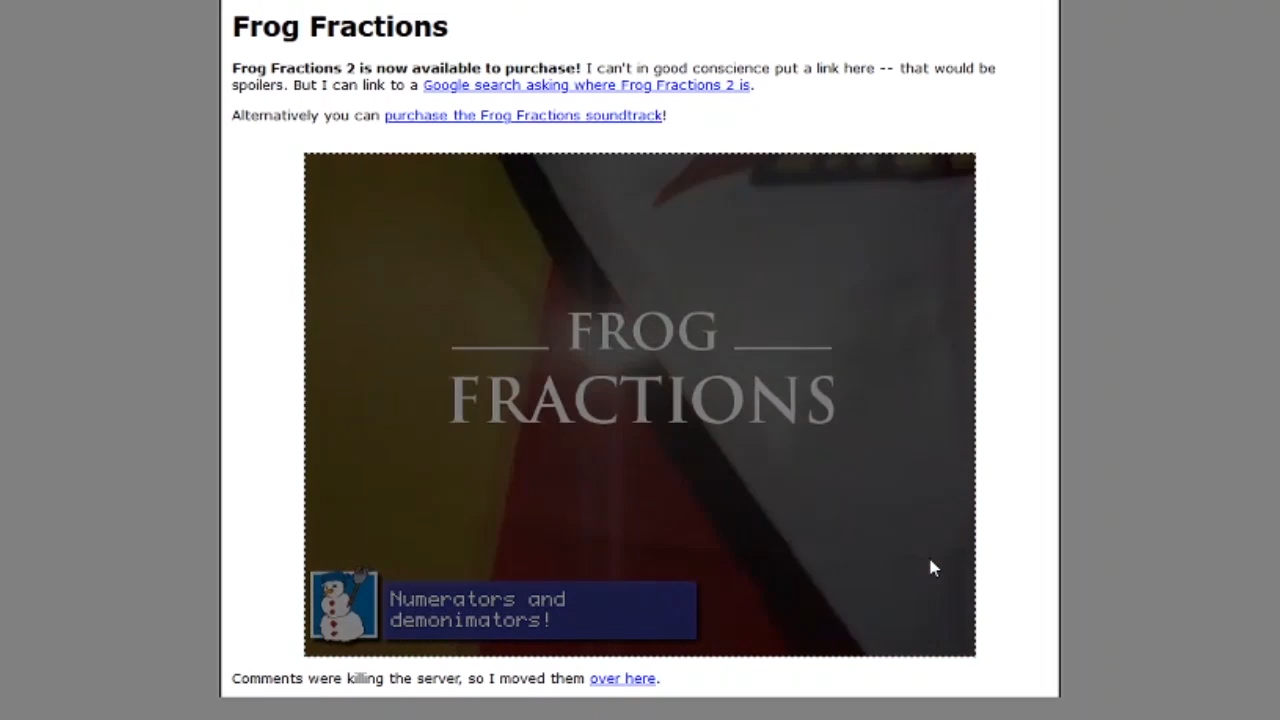 Frog Fractions
Frog Fractions 2 is now available to purchase! I can't in good conscience put a link here -- that would be
spoilers. But I can link to a Google search asking where Frog Fractions 2 is.
Alternatively you can purchase the Frog Fractions soundtrack!
FROG
FRACTIONS
Numerators and
demonimators!
Comments were killing the server, so I moved them over here.